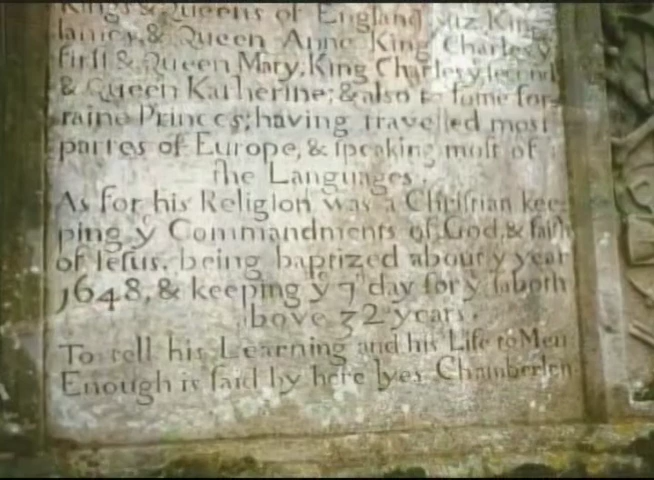 Kings & Queens of England viz King
Iames, & Queen Anne King Charles y
first & Queen Mary, King Charles y second
& Queen Katherine; & also to some for
raine Princes; having travelled most
partes of Europe, & speaking most of
the Languages.
As for his Religion was a Christian kee
ping y Commandments of God, & faith
of Iesus, being baptized about y year
1648, & keeping y 7 day for y saboth
above 32 years.
To tell his Learning and his Life to Men
Enough is said by here lyes Chamberlen